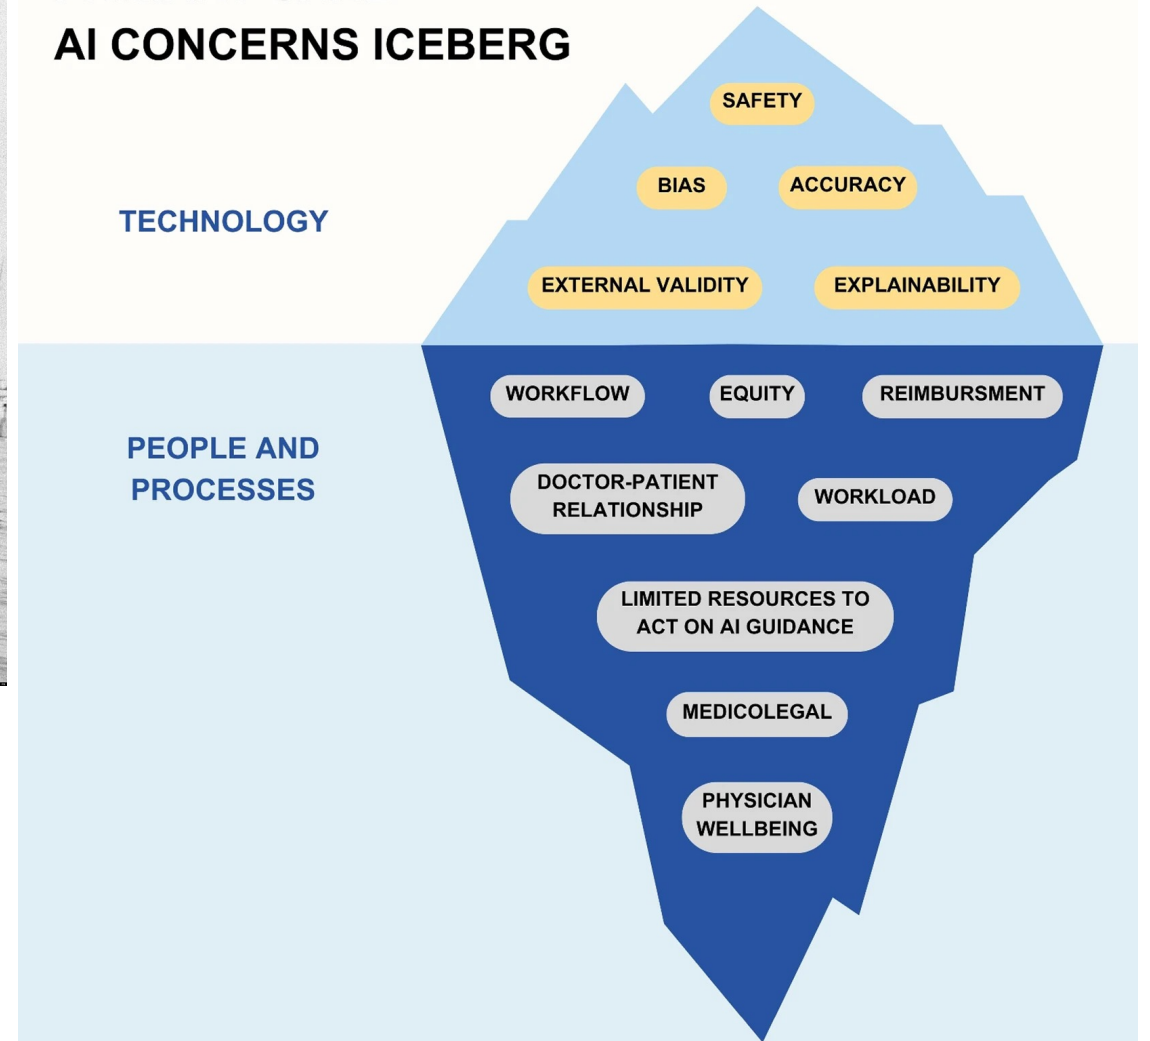 AI CONCERNS ICEBERG
SAFETY
BIAS
ACCURACY
TECHNOLOGY
EXTERNAL VALIDITY
EXPLAINABILITY
WORKFLOW
EQUITY
REIMBURSMENT
PEOPLE AND
PROCESSES
DOCTOR-PATIENT
RELATIONSHIP
WORKLOAD
LIMITED RESOURCES TO
ACT ON AI GUIDANCE
MEDICOLEGAL
PHYSICIAN
WELLBEING